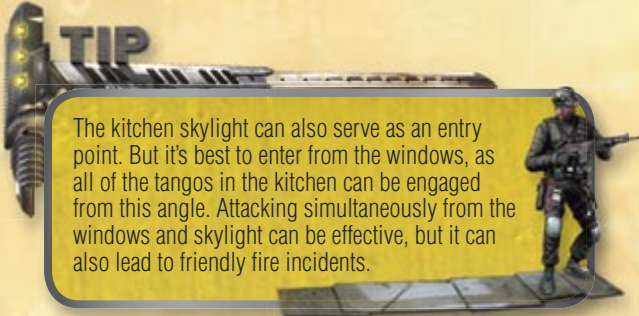 TIP
The kitchen skylight can also serve as an entry
point. But it's best to enter from the windows, as
all of the tangos in the kitchen can be engaged
from this angle. Attacking simultaneously from the
windows and skylight can be effective, but it can
also lead to friendly fire incidents.